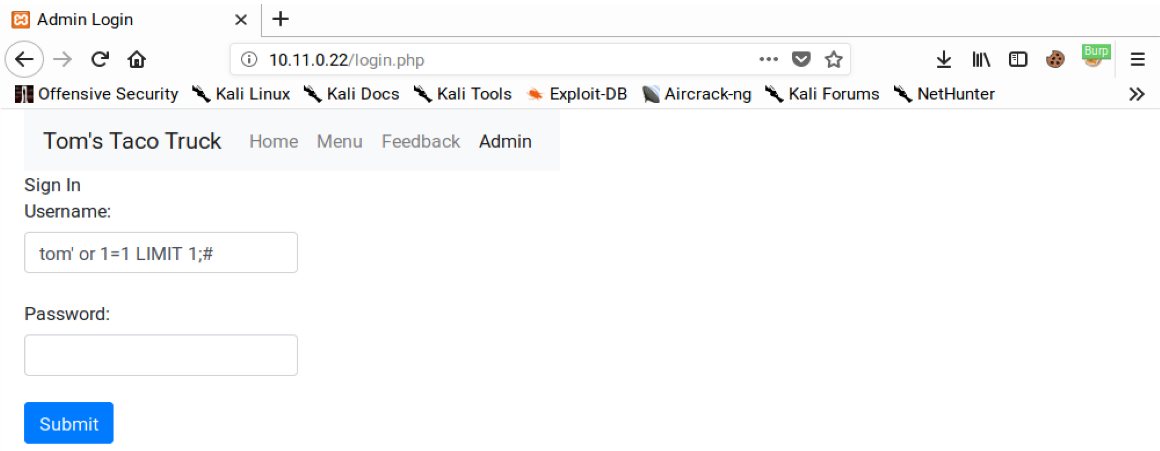 Admin Login
10.11.0.22/login.php
Burp
Offensive Security Kali Linux Kali Docs Kali Tools Exploit-DB Aircrack-ng Kali Forums NetHunter
Tom's Taco Truck Home Menu Feedback Admin
Sign In
Username:
tom' or 1=1 LIMIT 1;#
Password:
Submit